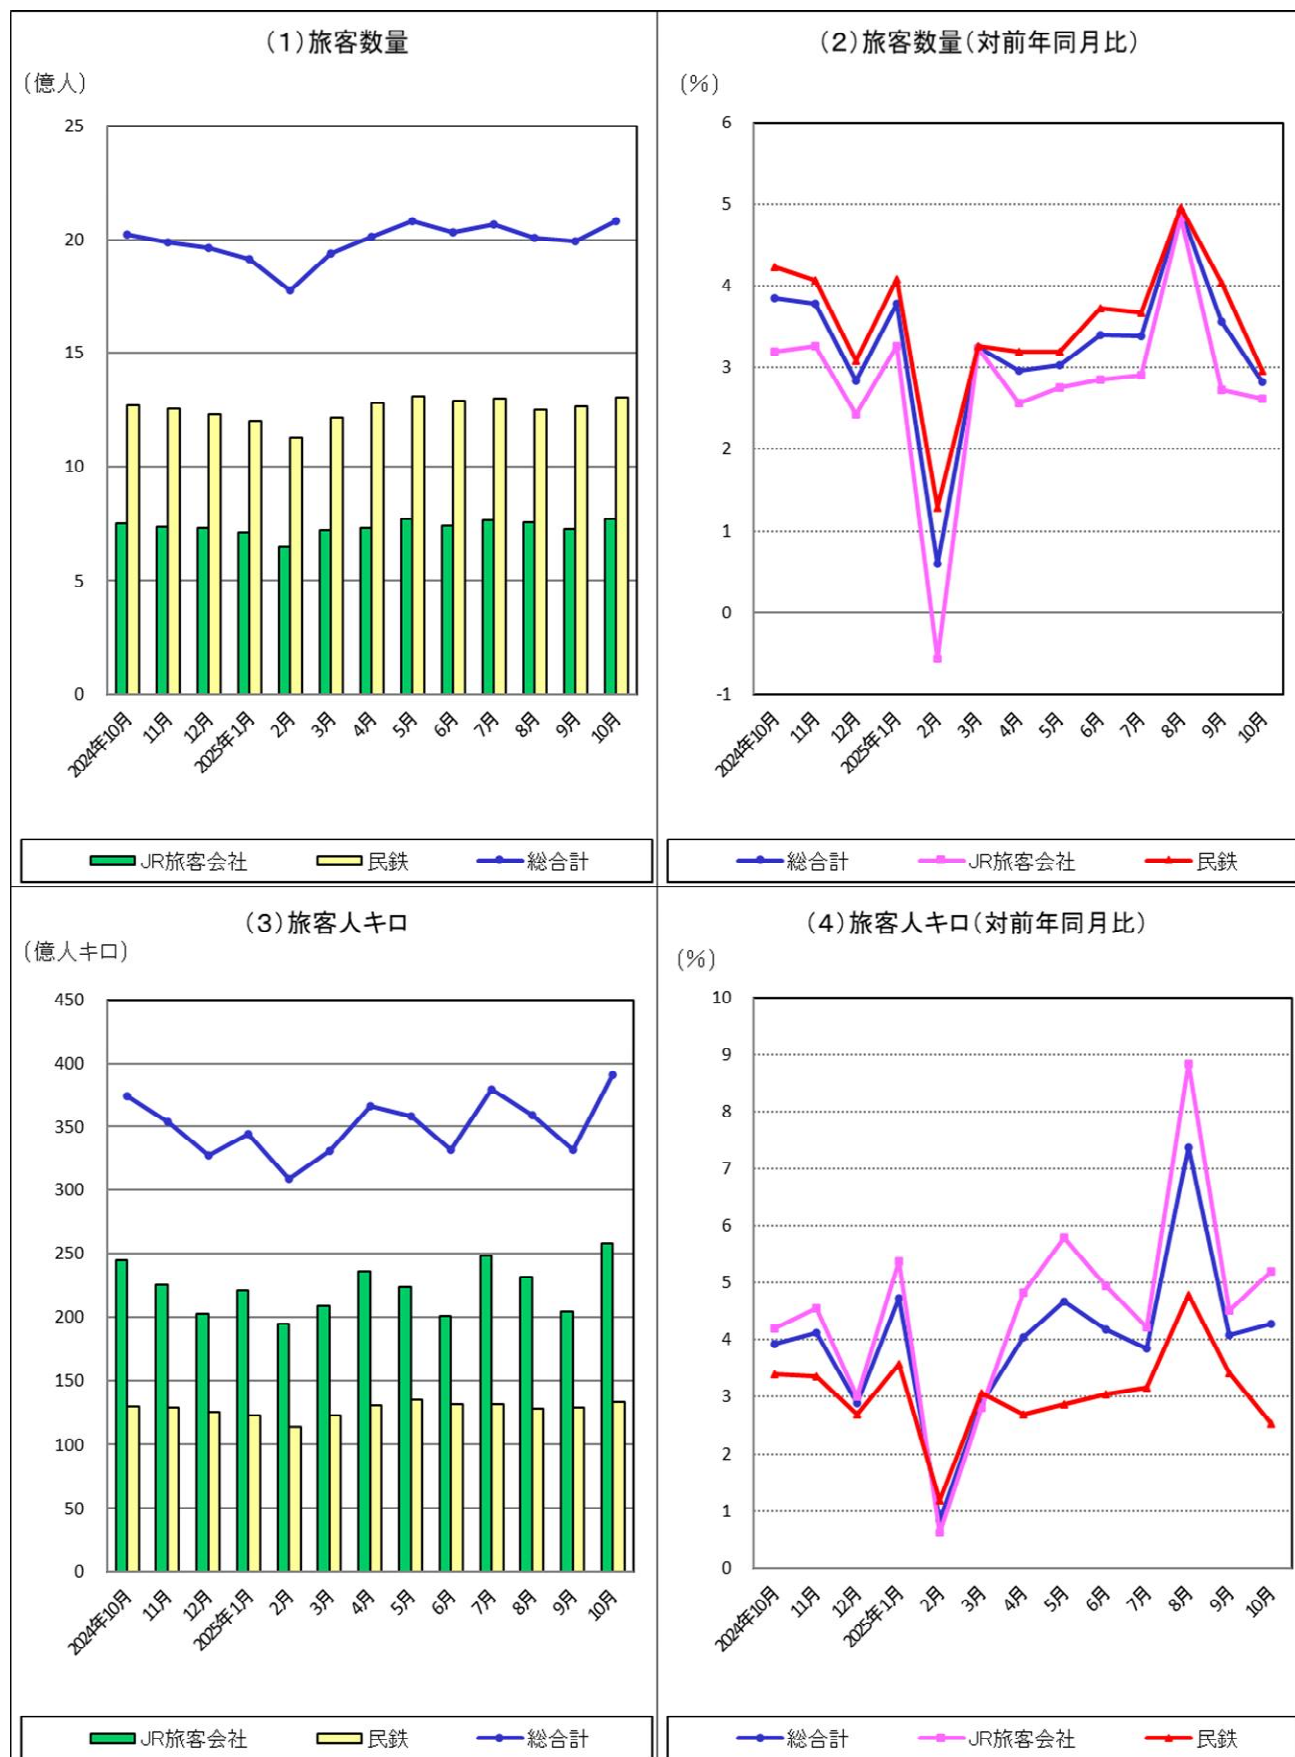 (1)旅客数量
(億人)
25
20
15
10
5
0
2024年10月
11月
12月
2025年1月
2月
3月
4月
5月
6月
7月
8月
9月
10月
JR旅客会社 民鉄 総合計
(2)旅客数量(対前年同月比)
(%)
6
5
4
3
2
1
0
-1
2024年10月
11月
12月
2025年1月
2月
3月
4月
5月
6月
7月
8月
9月
10月
総合計 JR旅客会社 民鉄
(3)旅客人キロ
(億人キロ)
450
400
350
300
250
200
150
100
50
0
2024年10月
11月
12月
2025年1月
2月
3月
4月
5月
6月
7月
8月
9月
10月
JR旅客会社 民鉄 総合計
(4)旅客人キロ(対前年同月比)
(%)
10
9
8
7
6
5
4
3
2
1
0
2024年10月
11月
12月
2025年1月
2月
3月
4月
5月
6月
7月
8月
9月
10月
総合計 JR旅客会社 民鉄